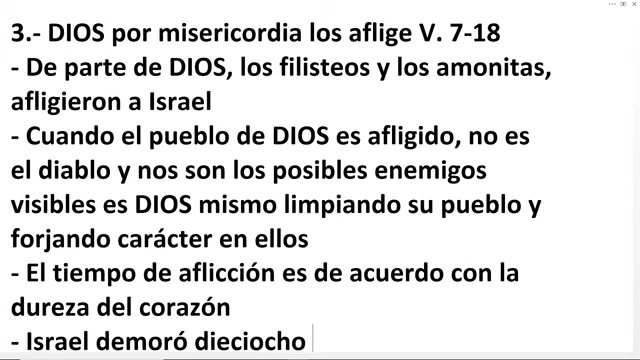 3.- DIOS por misericordia los aflige V. 7-18
- De parte de DIOS, los filisteos y los amonitas,
afligieron a Israel
- Cuando el pueblo de DIOS es afligido, no es
el diablo y nos son los posibles enemigos
visibles es DIOS mismo limpiando su pueblo y
forjando carácter en ellos
- El tiempo de aflicción es de acuerdo con la
dureza del corazón
- Israel demoró dieciocho